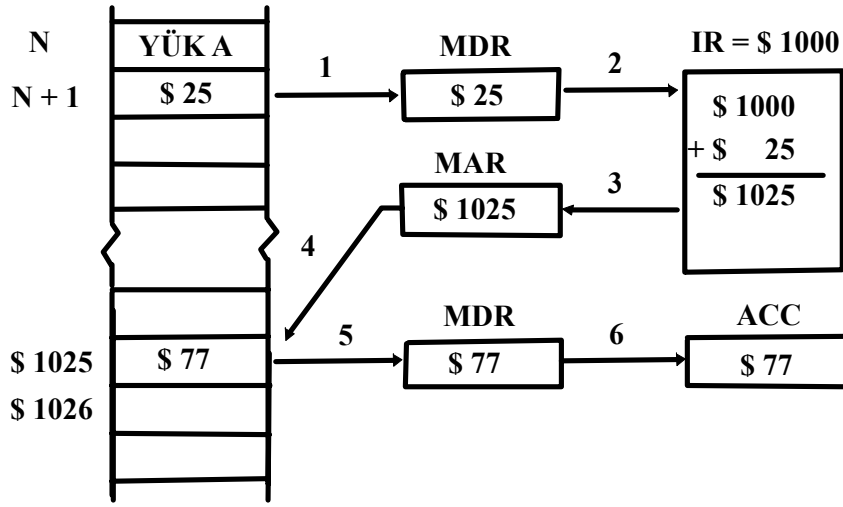 N YÜK A MDR IR = $ 1000
1 2
N + 1 $ 25 $ 25 $ 1000
+ $ 25
MAR
3
$ 1025 $ 1025
4
MDR ACC
5 6
$ 1025 $ 77 $ 77 $ 77
$ 1026